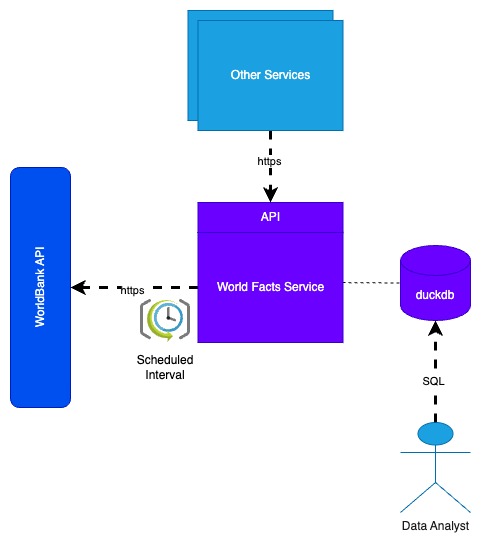 Other Services
https
API
World Facts Service
WorldBank API
https
Scheduled
Interval
duckdb
SQL
Data Analyst